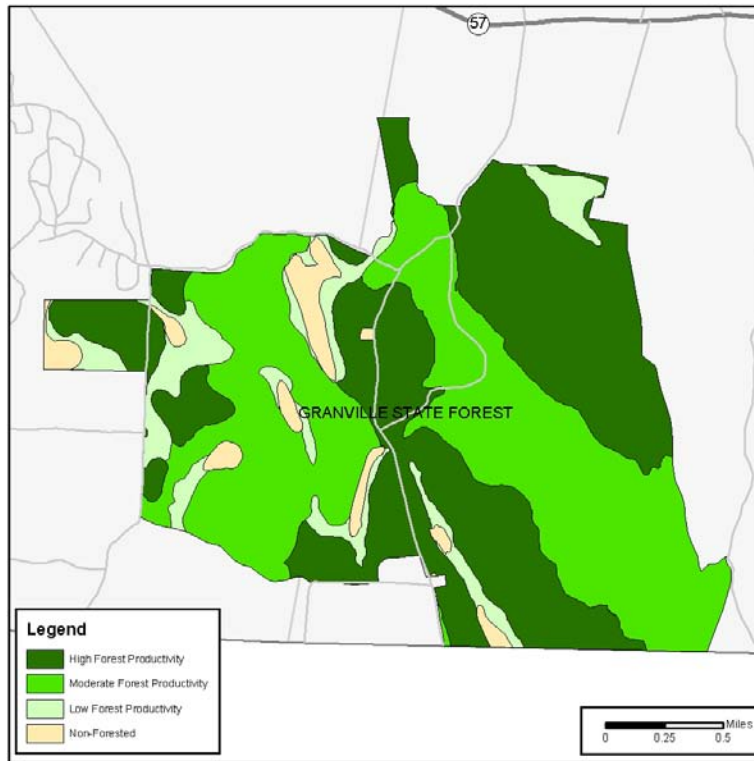 57
GRANVILLE STATE FOREST
Legend
High Forest Productivity
Moderate Forest Productivity
Low Forest Productivity
Non-Forested
Miles
0 0.25 0.5